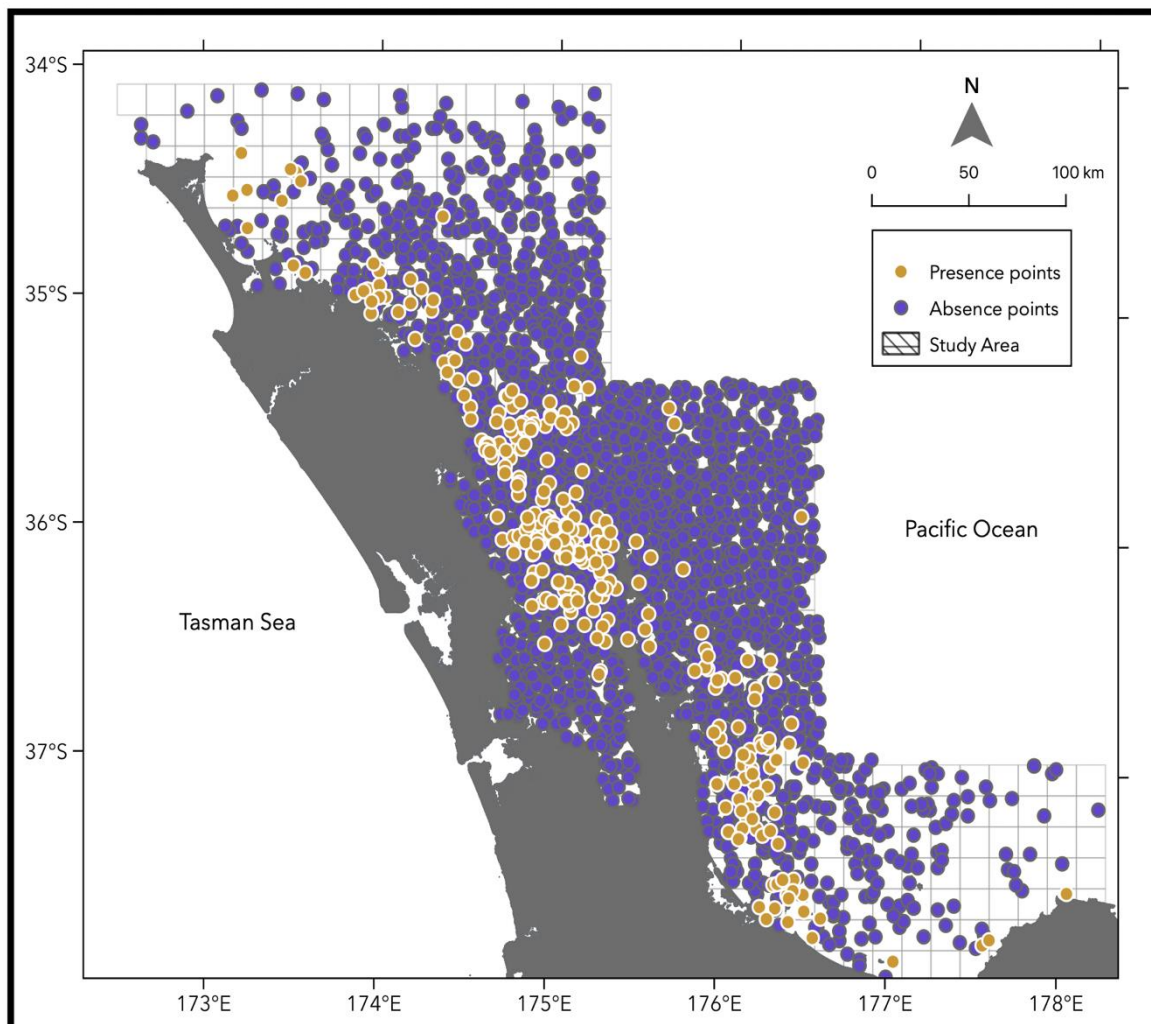 34°S
N
0 50 100 km
Presence points
Absence points
Study Area
35°S
36°S
Pacific Ocean
Tasman Sea
37°S
173°E 174°E 175°E 176°E 177°E 178°E